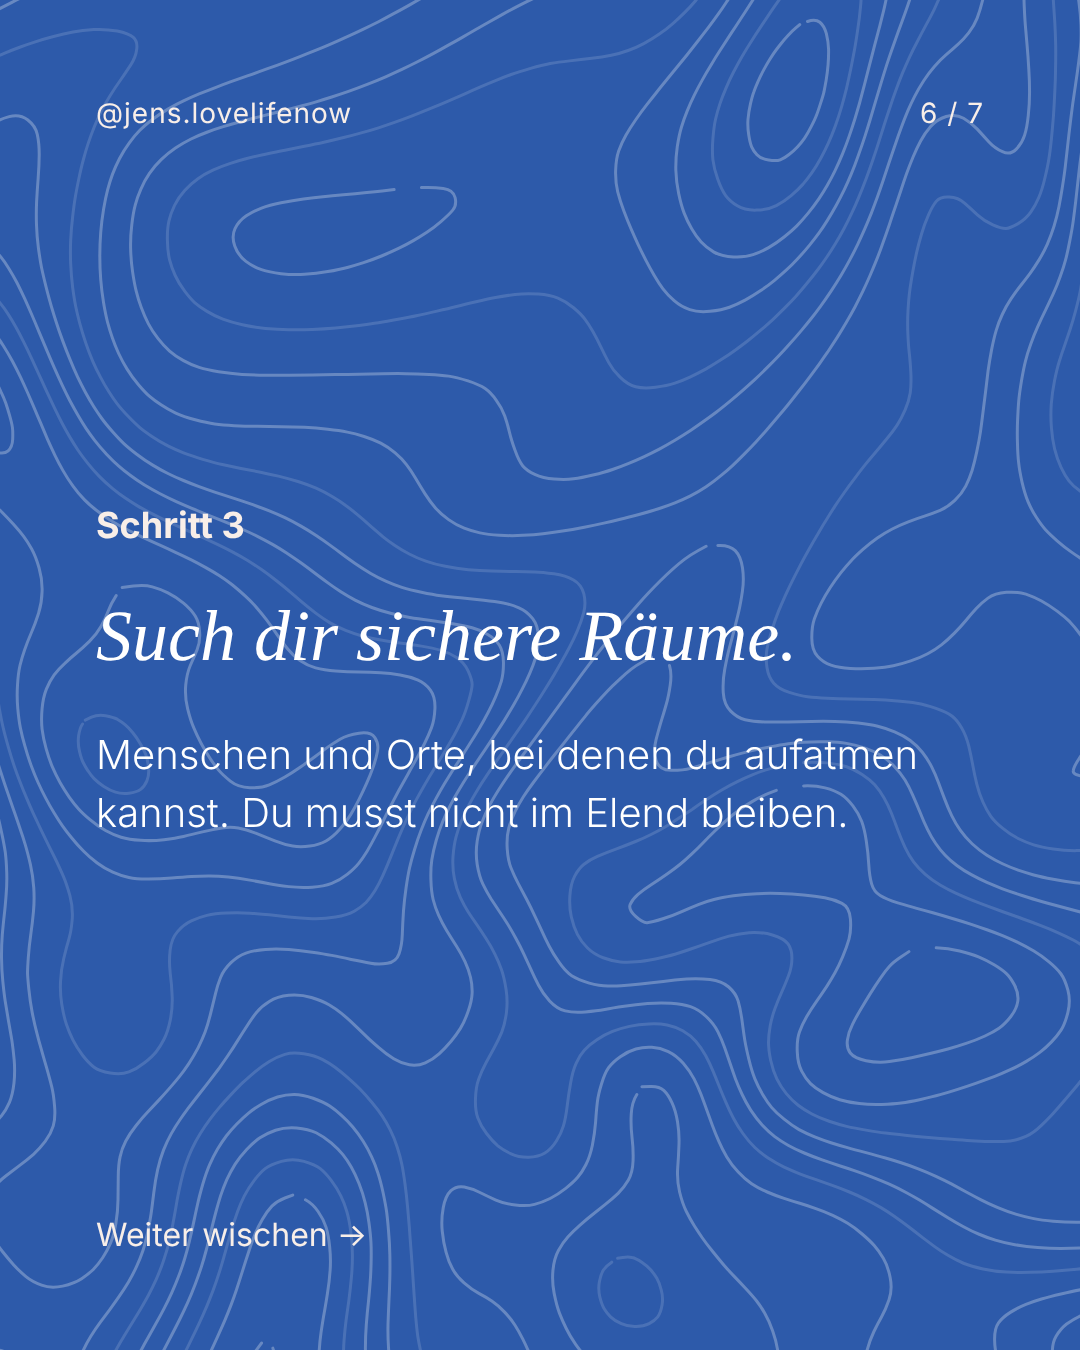 @jens.lovelifenow
6 / 7
Schritt 3
Such dir sichere Räume.
Menschen und Orte, bei denen du aufatmen
kannst. Du musst nicht im Elend bleiben.
Weiter wischen →